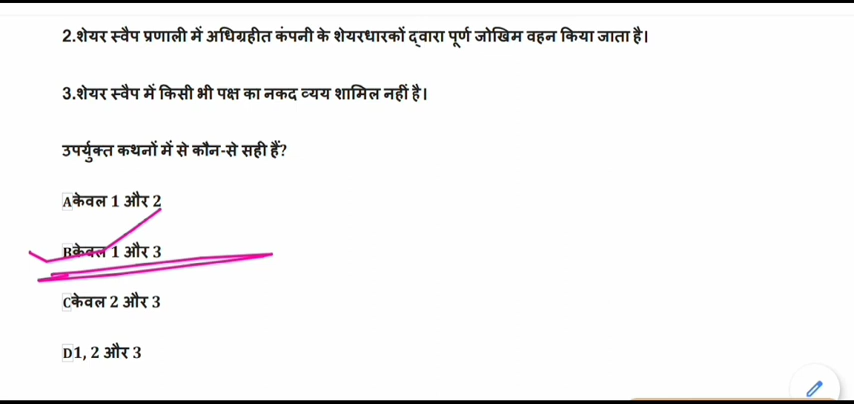 2.शेयर स्वैप प्रणाली में अधिग्रहीत कंपनी के शेयरधारकों द्वारा पूर्ण जोखिम वहन किया जाता है।
3.शेयर स्वैप में किसी भी पक्ष का नकद व्यय शामिल नहीं है।
उपर्युक्त कथनों में से कौन-से सही हैं?
Aकेवल 1 और 2
Bकेवल 1 और 3
Cकेवल 2 और 3
D1, 2 और 3